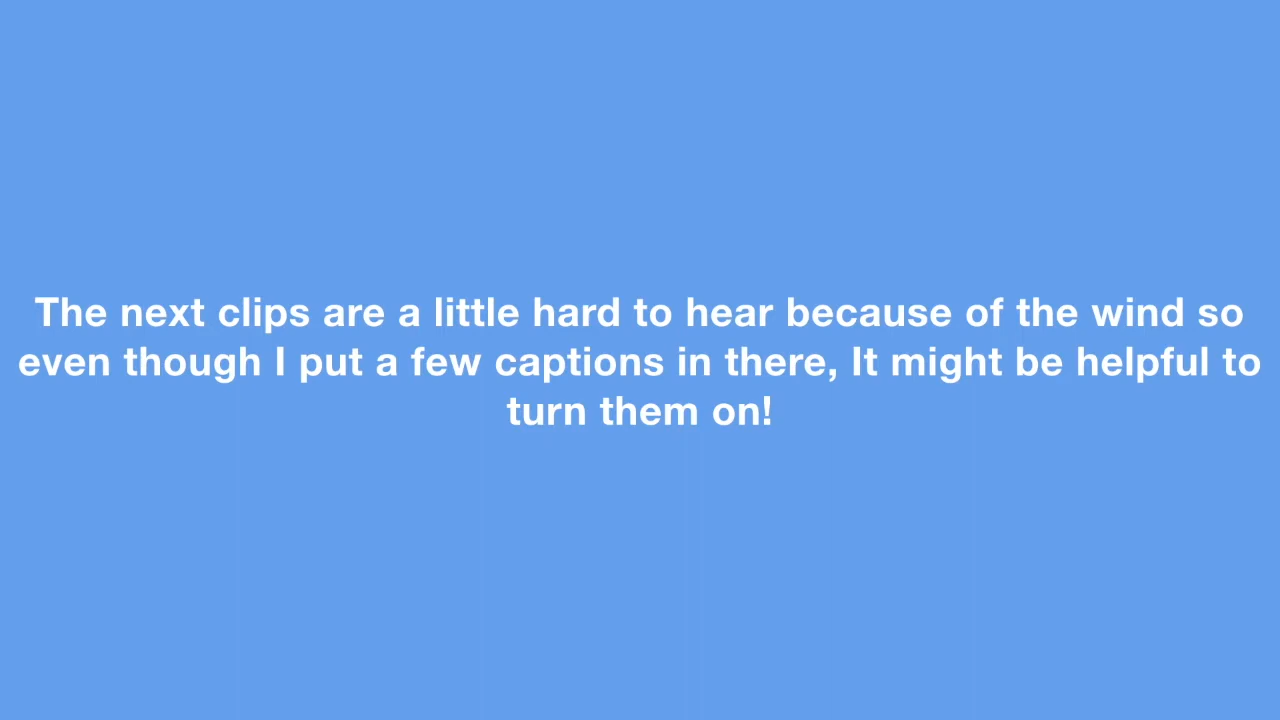 The next clips are a little hard to hear because of the wind so
even though I put a few captions in there, It might be helpful to
turn them on!